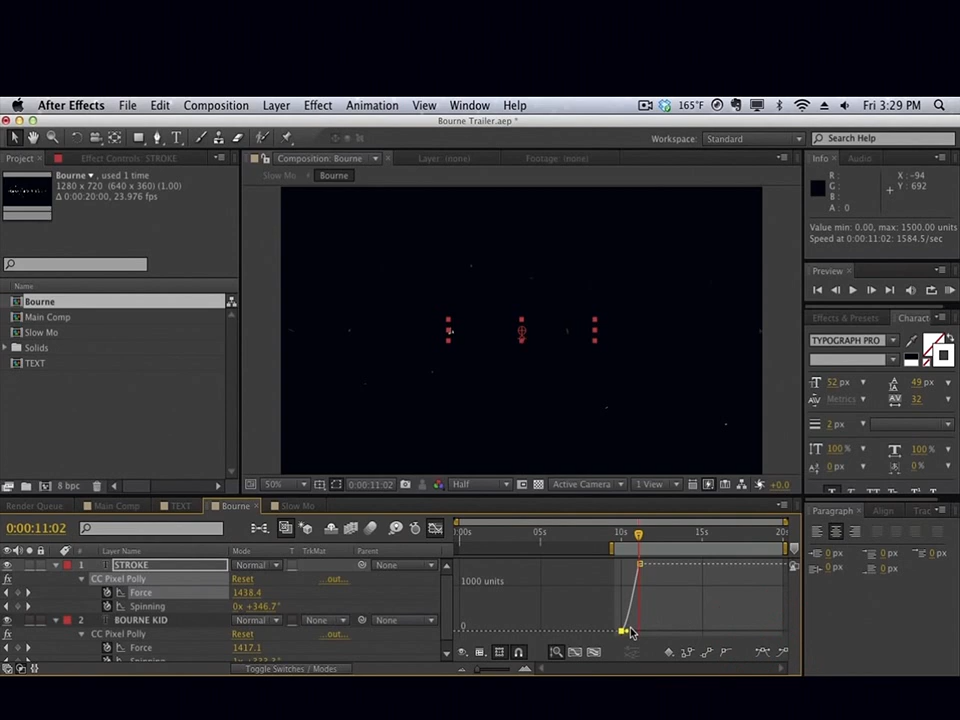 After Effects File Edit Composition Layer Effect Animation View Window Help 165°F Fri 3:29 PM
Bourne Trailer.aep *
Workspace: Standard Search Help
Project Effect Controls: STROKE Composition: Bourne Layer: (none) Footage: (none) Info Audio
Bourne , used 1 time
1280 x 720 (640 x 360) (1.00)
Δ 0:00:20:00, 23.976 fps
Slow Mo Bourne
R:
G:
B:
A: 0
X: -94
Y: 692
Value min: 0.00, max: 1500.00 units
Speed at 0:00:11:02: 1584.5/sec
Preview
Name
Bourne
Main Comp
Slow Mo
Solids
TEXT
Effects & Presets Charact
TYPOGRAPH PRO
52 px 49 px
Metrics 32
2 px
100% 100%
0 px 0%
8 bpc 50% 0:00:11:02 Half Active Camera 1 View +0.0
Render Queue Main Comp TEXT Bourne Slow Mo
Paragraph Align Trac
0 px 0 px 0 px
0 px 0 px
0:00:11:02
Layer Name Mode T TrkMat Parent
:00s 05s 10s 15s 20s
1 STROKE Normal None
CC Pixel Polly Reset ...out...
Force 1438.4
Spinning 0x +346.7°
2 BOURNE KID Normal None None
CC Pixel Polly Reset ...out...
Force 1417.1
1000 units
0
Toggle Switches / Modes